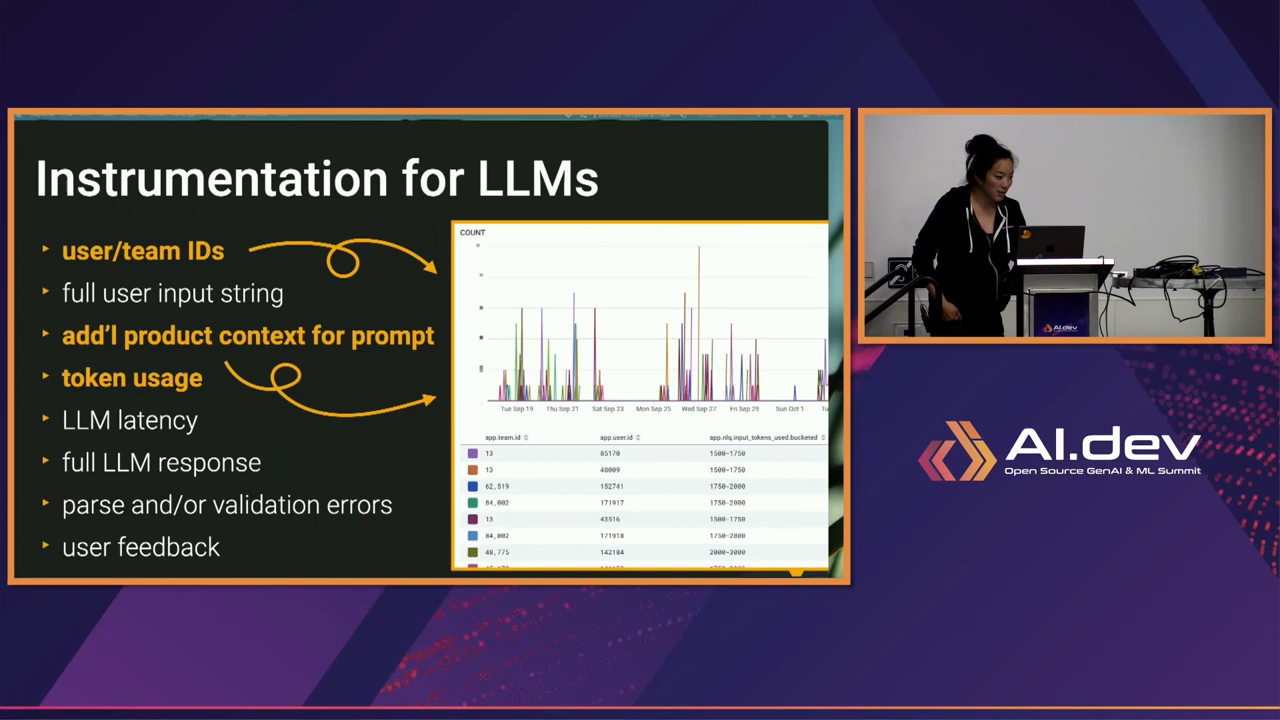 Instrumentation for LLMs
‣ user/team IDs
‣ full user input string
‣ add'l product context for prompt
‣ token usage
‣ LLM latency
‣ full LLM response
‣ parse and/or validation errors
‣ user feedback
COUNT
Tue Sep 19 Thu Sep 21 Sat Sep 23 Mon Sep 25 Wed Sep 27 Fri Sep 29 Sun Oct 1
app.team.id app.user.id app.nlq.input_tokens_used.bucketed
13 85170 1500-1750
13 40009 1500-1750
62,519 152741 1750-2000
84,002 171917 1750-2000
13 43516 1500-1750
84,002 171918 1750-2000
48,775 142184 2000-3000
AI.dev
AI.dev
Open Source GenAI & ML Summit